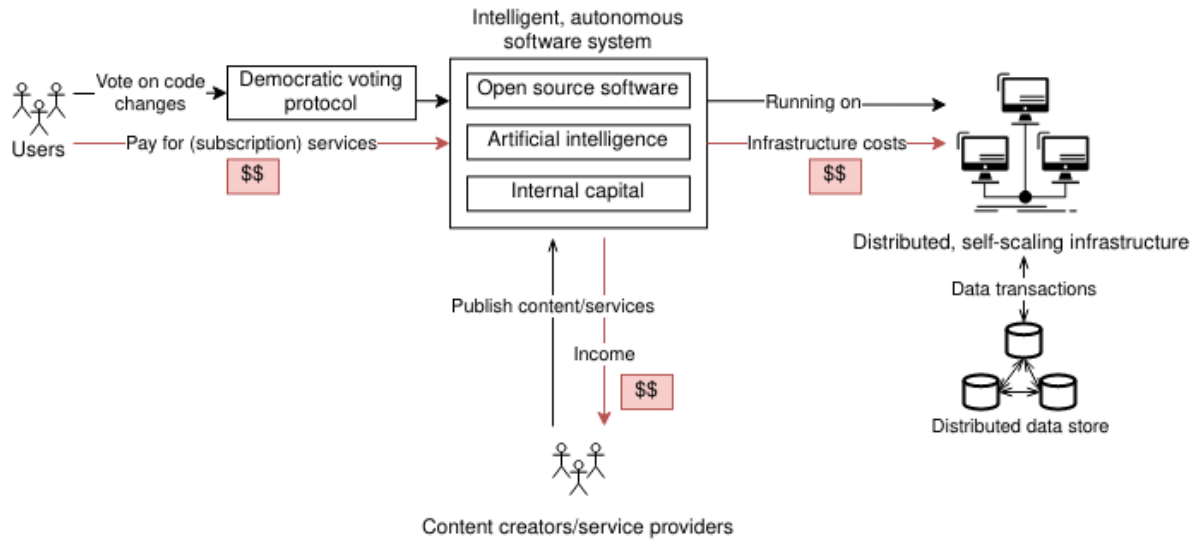 Intelligent, autonomous
software system
Vote on code
changes
Democratic voting
protocol
Open source software
Running on
Users
Pay for (subscription) services
$$
Artificial intelligence
Infrastructure costs
$$
Internal capital
Distributed, self-scaling infrastructure
Publish content/services
Data transactions
Income
$$
Distributed data store
Content creators/service providers